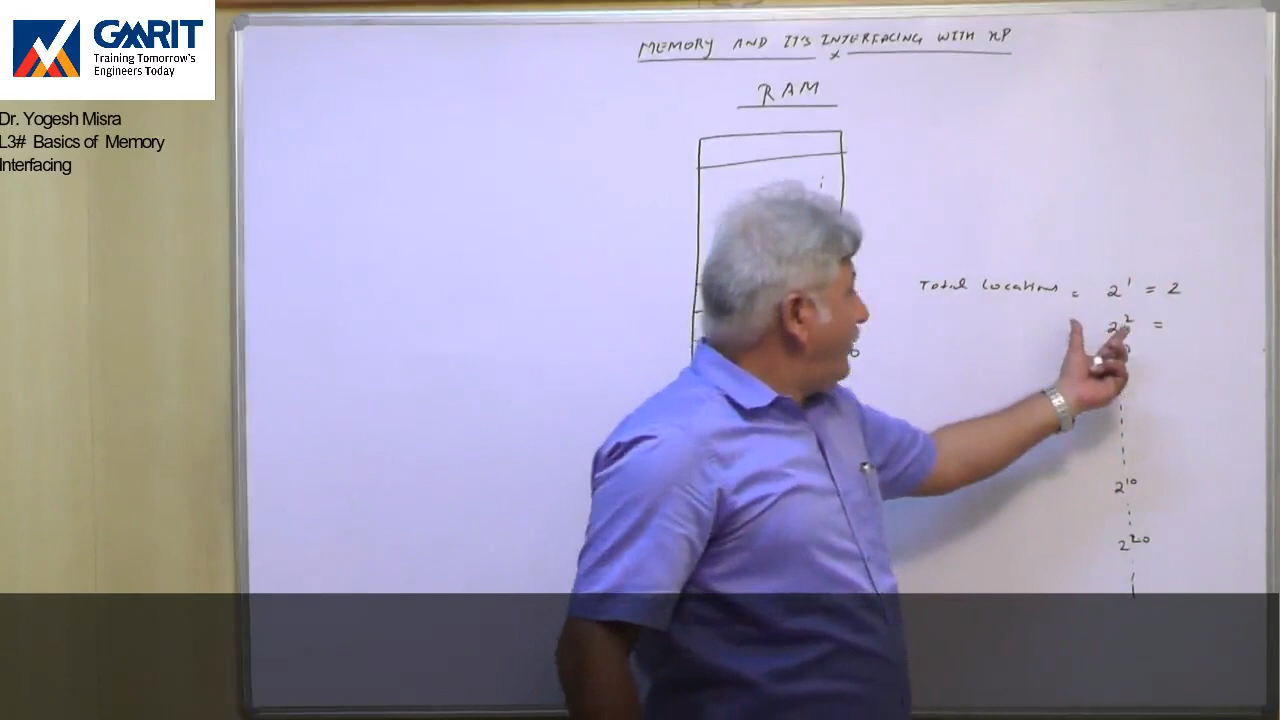 GMRIT
Training Tomorrow's
Engineers Today
Dr. Yogesh Misra
L3# Basics of Memory
Interfacing
MEMORY AND IT'S INTERFACING WITH μP
RAM
Total locations = 2¹ = 2
2² =
2¹⁰
2²⁰